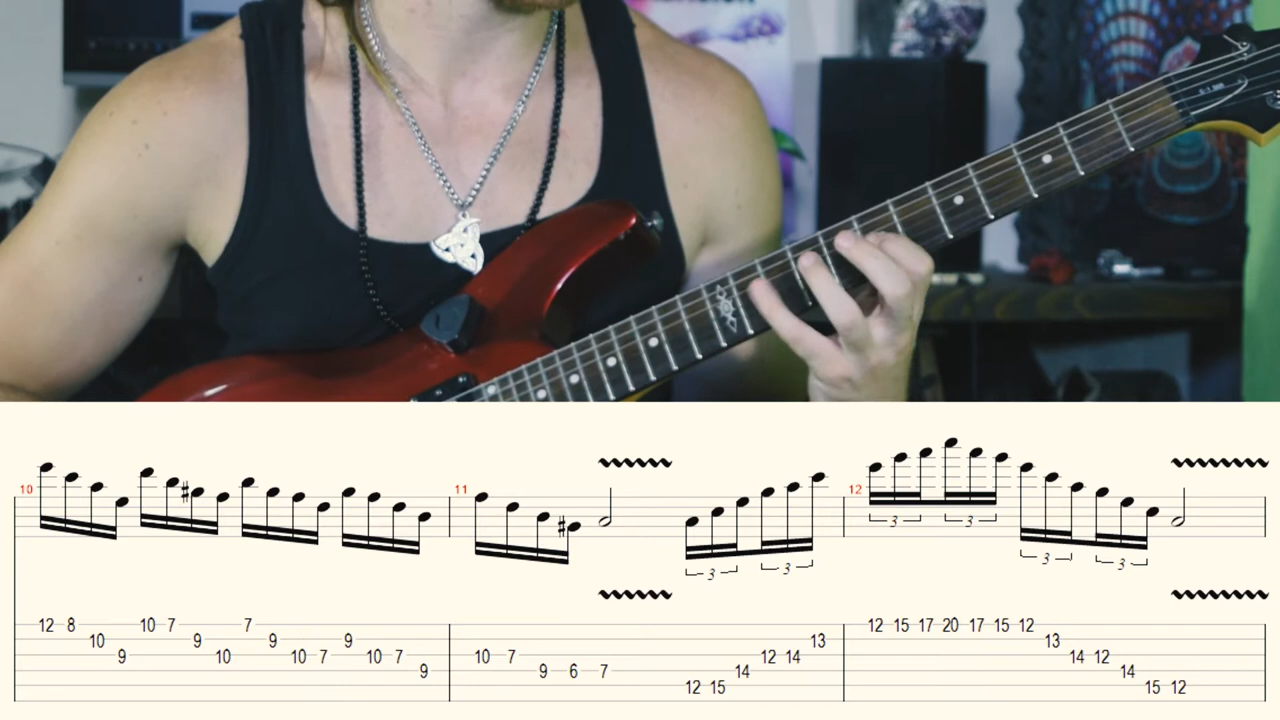 10 11 12
3 3 3 3 3 3
12 8 10 7 7 12 15 17 20 17 15 12
10 9 9 9 13 13
9 10 10 7 10 7 10 7 12 14 14 12
9 9 6 7 14 14
12 15 15 12